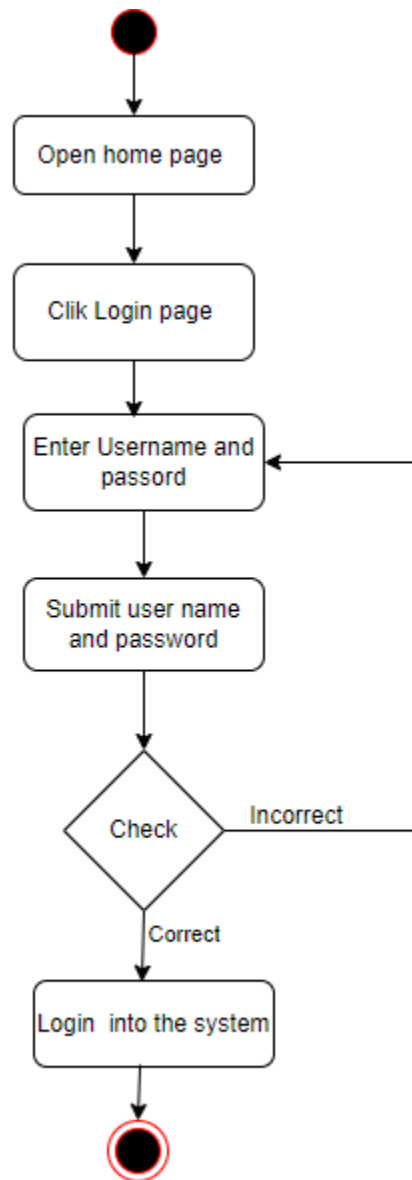 Open home page
Clik Login page
Enter Username and
passord
Submit user name
and password
Check
Incorrect
Correct
Login into the system